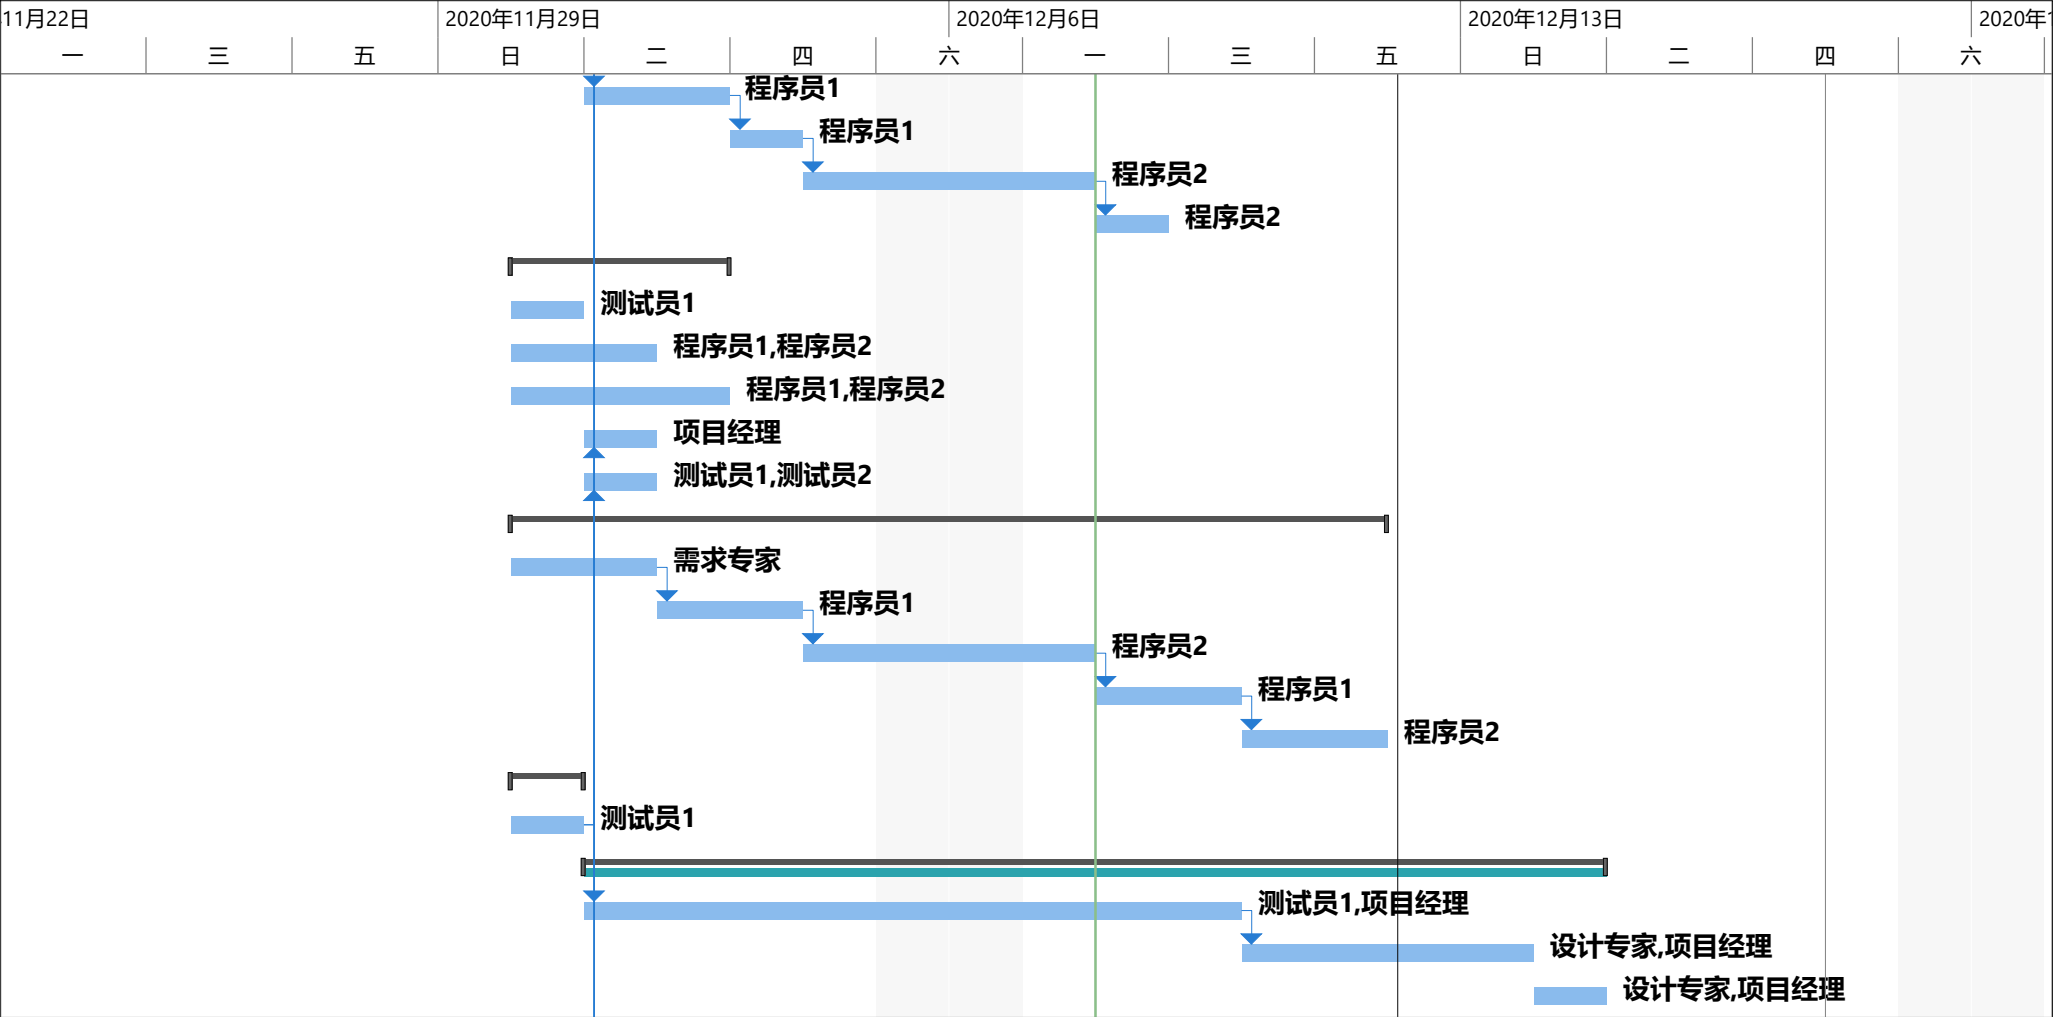 11月22日 2020年11月29日 2020年12月6日 2020年12月13日 2020年
一 三 五 日 二 四 六 一 三 五 日 二 四 六
程序员1
程序员1
程序员2
程序员2
测试员1
程序员1,程序员2
程序员1,程序员2
项目经理
测试员1,测试员2
需求专家
程序员1
程序员2
程序员1
程序员2
测试员1
测试员1,项目经理
设计专家,项目经理
设计专家,项目经理